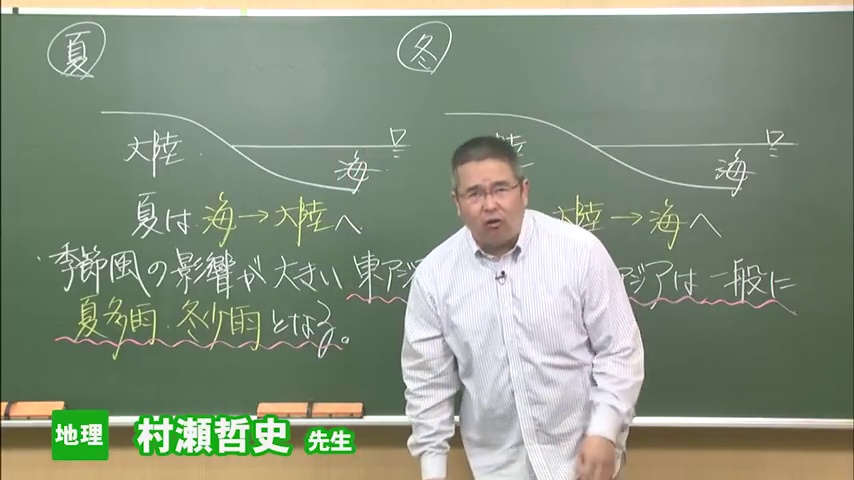 夏
冬
大陸
海
陸
海
夏は海→大陸へ
大陸→海へ
季節風の影響が大きい東アジ
アジアは一般に
夏多雨・冬少雨となる。
地理 村瀬哲史 先生